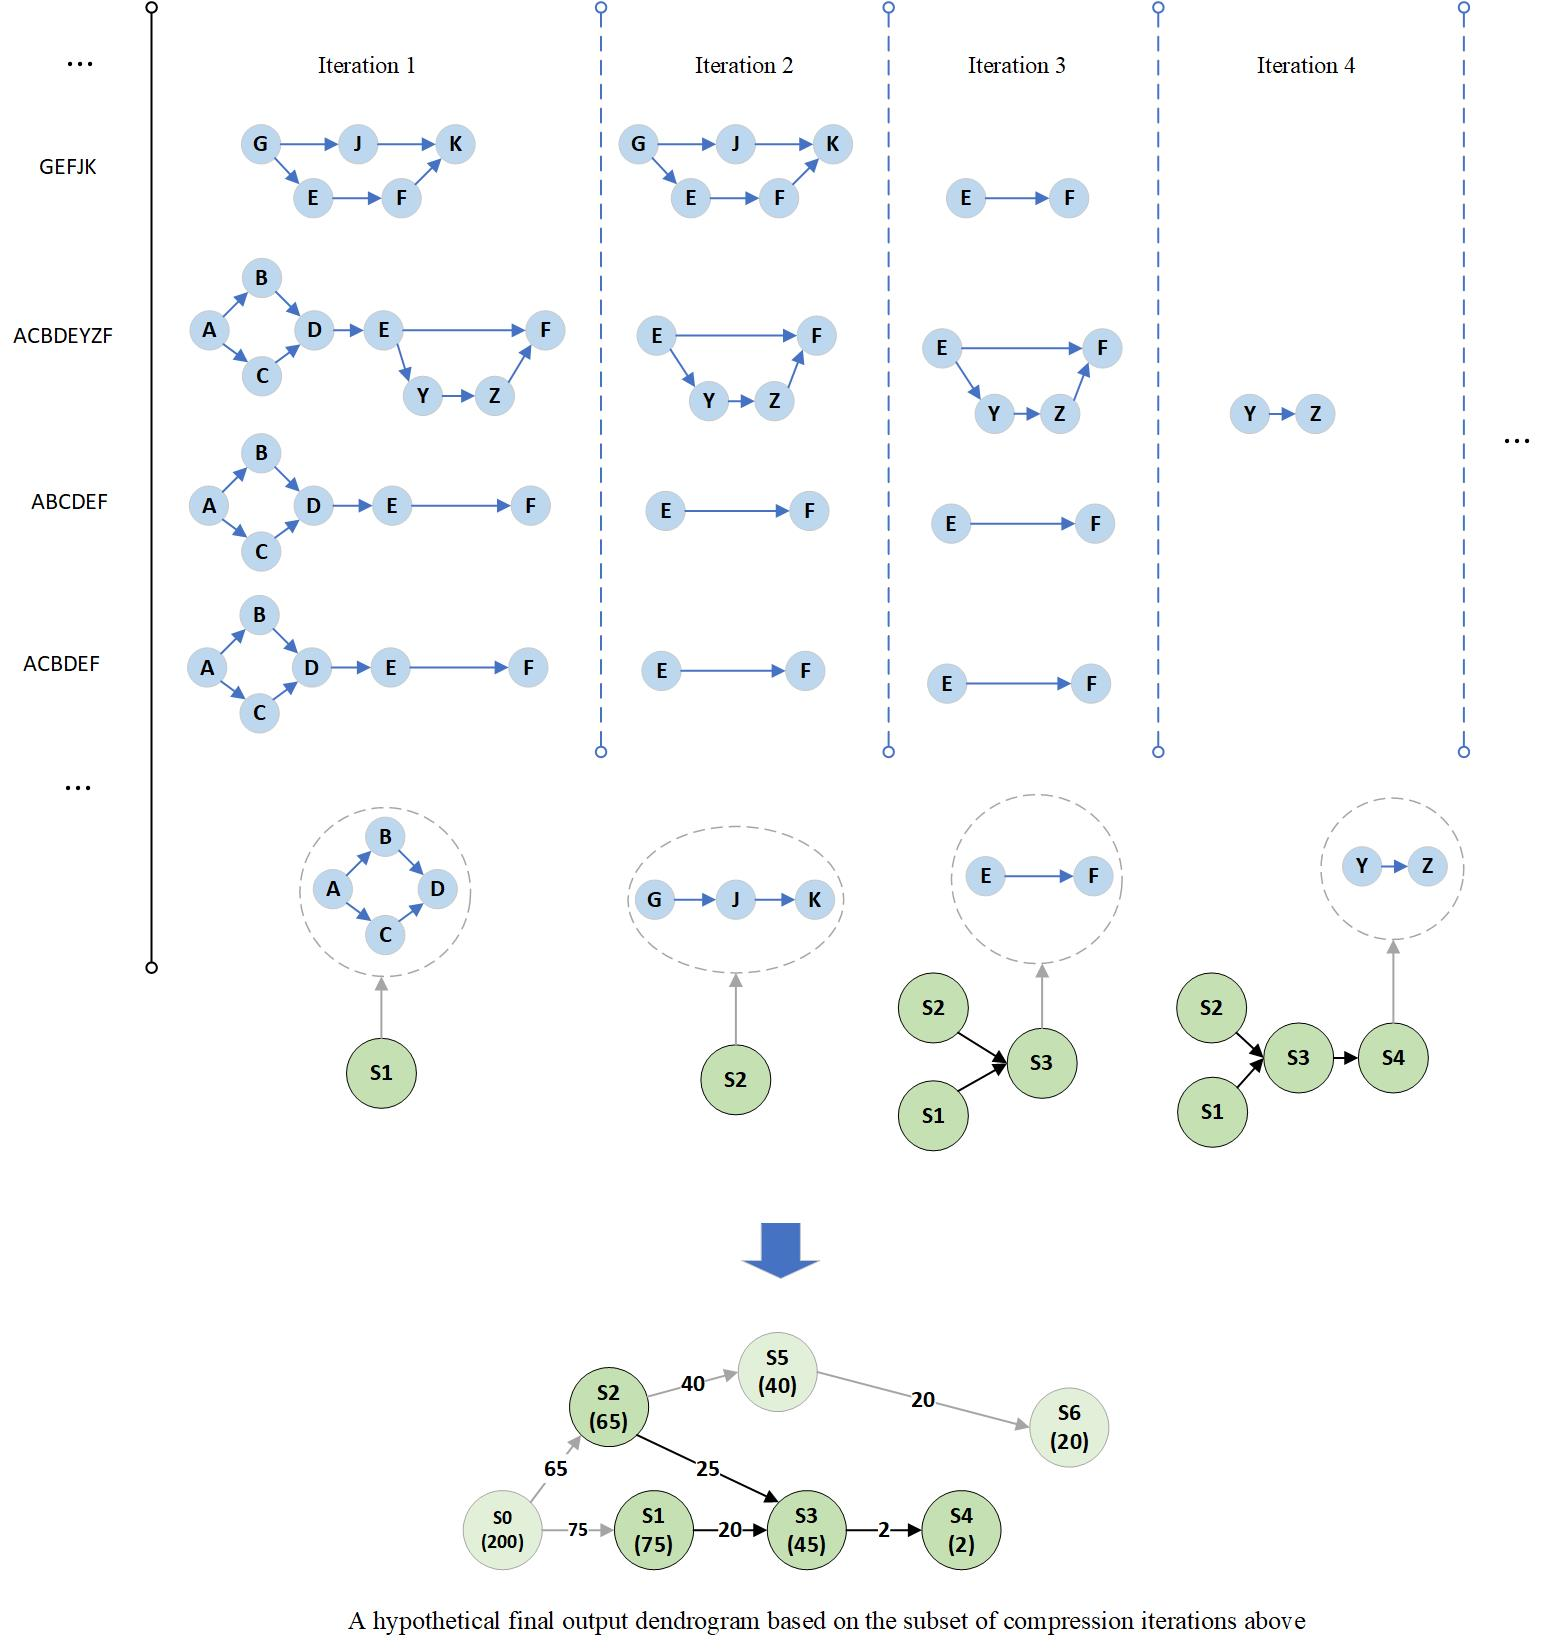 ...
Iteration 1
Iteration 2
Iteration 3
Iteration 4
GEFJK
G J K
E F
G J K
E F
E F
ACBDEYZF
B
A D E F
C Y Z
E F
Y Z
E F
Y Z
Y Z
...
ABCDEF
B
A D E F
C
E F
E F
ACBDEF
B
A D E F
C
E F
E F
...
B
A D
C
G J K
E F
Y Z
S1
S2
S2
S3
S1
S2
S3
S4
S1
S5
(40)
S2
(65)
40
20
S6
(20)
65
25
S0
(200)
75
S1
(75)
20
S3
(45)
2
S4
(2)
A hypothetical final output dendrogram based on the subset of compression iterations above